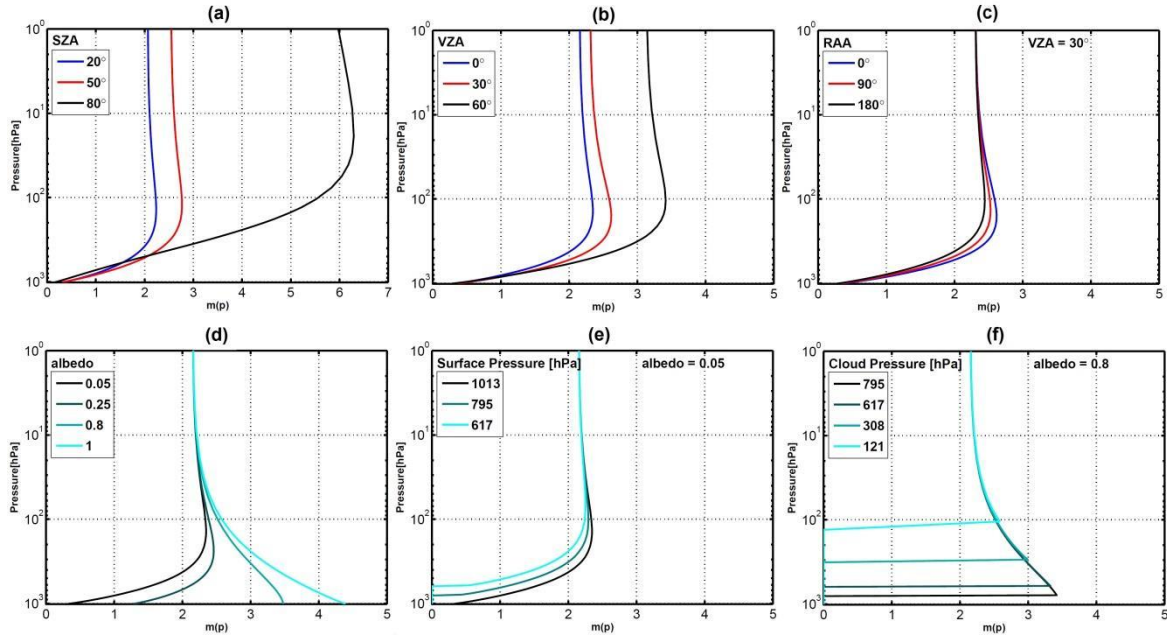 (a)
SZA
20°
50°
80°
10⁰
10¹
10²
10³
Pressure[hPa]
0 1 2 3 4 5 6 7
m(p)
(b)
VZA
0°
30°
60°
10⁰
10¹
10²
10³
Pressure[hPa]
0 1 2 3 4 5
m(p)
(c)
RAA VZA = 30°
0°
90°
180°
10⁰
10¹
10²
10³
Pressure[hPa]
0 1 2 3 4 5
m(p)
(d)
albedo
0.05
0.25
0.8
1
10⁰
10¹
10²
10³
Pressure[hPa]
0 1 2 3 4 5
m(p)
(e)
Surface Pressure [hPa] albedo = 0.05
1013
795
617
10⁰
10¹
10²
10³
Pressure[hPa]
0 1 2 3 4 5
m(p)
(f)
Cloud Pressure [hPa] albedo = 0.8
795
617
308
121
10⁰
10¹
10²
10³
Pressure[hPa]
0 1 2 3 4 5
m(p)